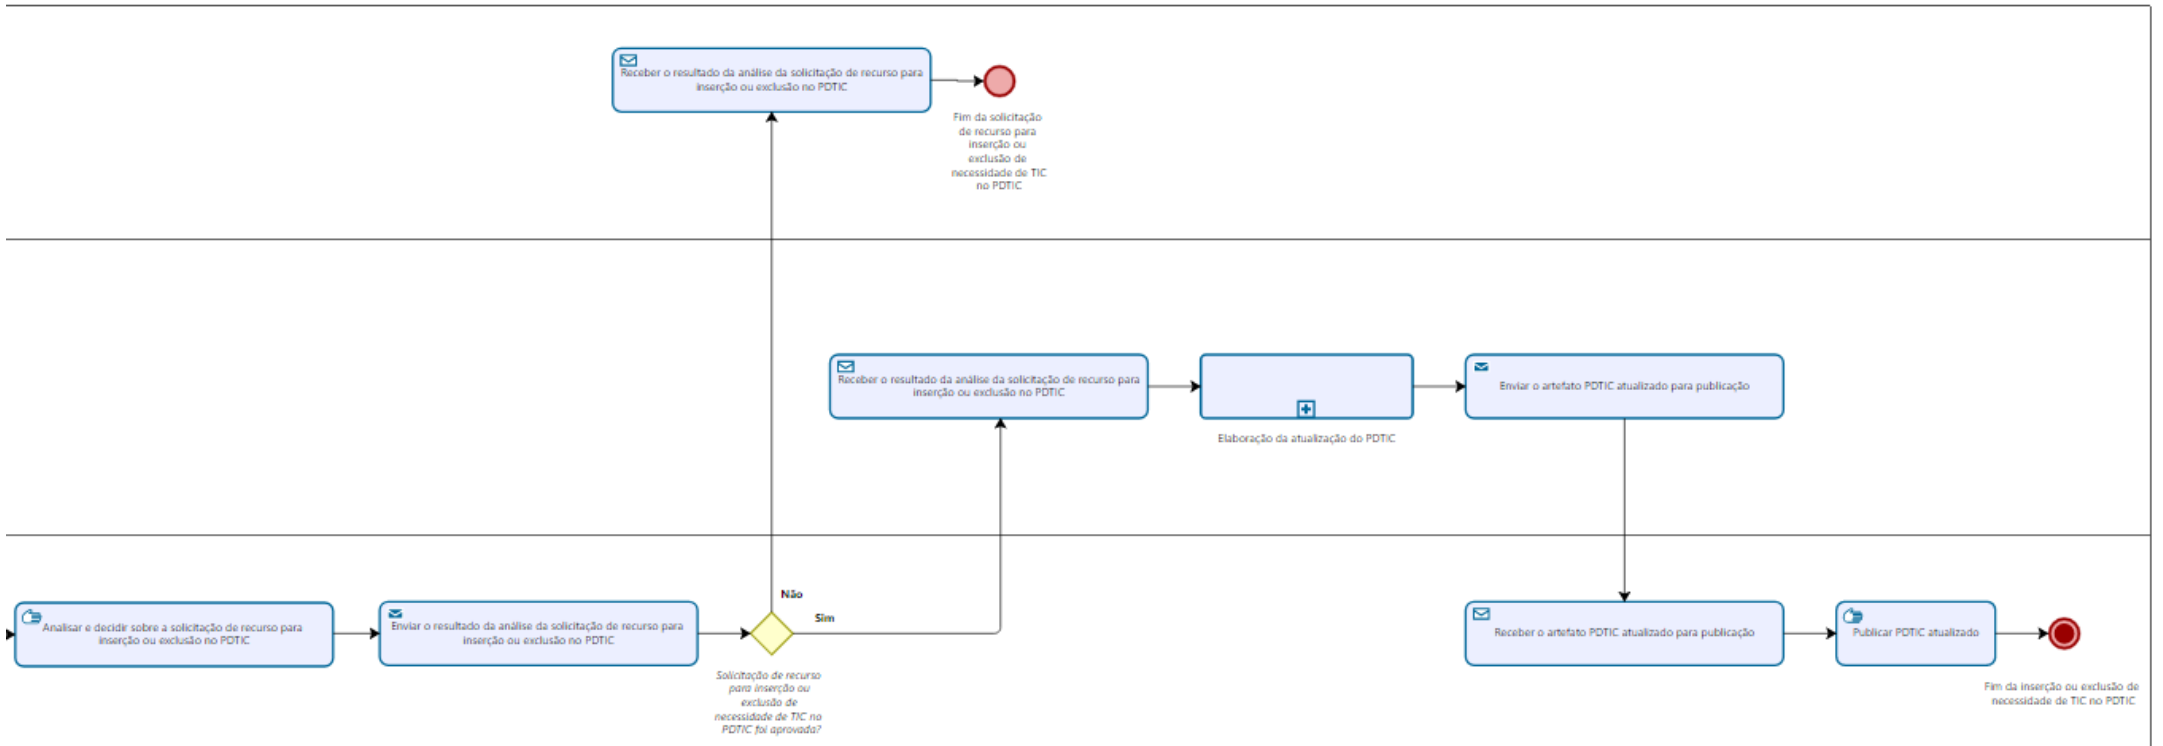 Receber o resultado da análise da solicitação de recurso para
inserção ou exclusão no PDTIC
Fim da solicitação
de recurso para
inserção ou
exclusão de
necessidade de TIC
no PDTIC
Receber o resultado da análise da solicitação de recurso para
inserção ou exclusão no PDTIC
Elaboração da atualização do PDTIC
Enviar o artefato PDTIC atualizado para publicação
Analisar e decidir sobre a solicitação de recurso para
inserção ou exclusão no PDTIC
Enviar o resultado da análise da solicitação de recurso para
inserção ou exclusão no PDTIC
Não
Sim
Solicitação de recurso
para inserção ou
exclusão de
necessidade de TIC no
PDTIC foi aprovada?
Receber o artefato PDTIC atualizado para publicação
Publicar PDTIC atualizado
Fim da inserção ou exclusão de
necessidade de TIC no PDTIC